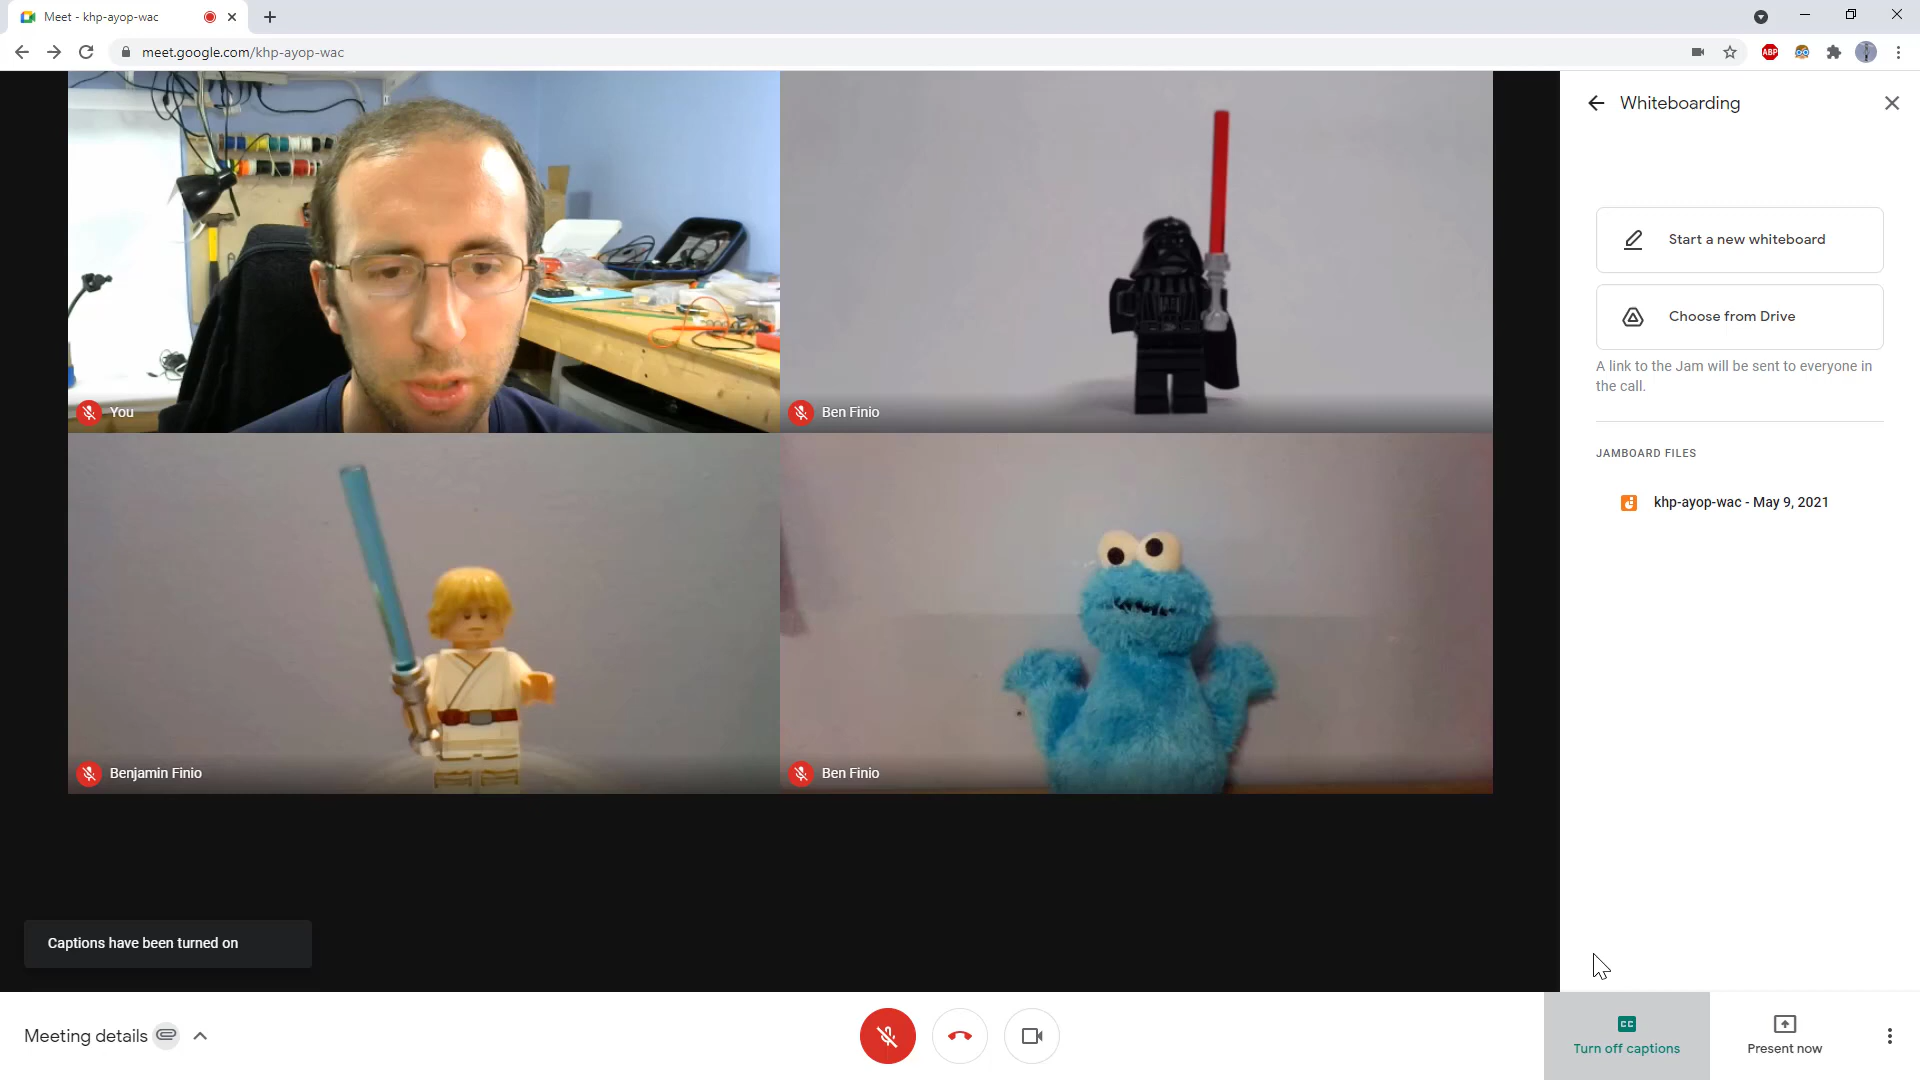 Meet - khp-ayop-wac
meet.google.com/khp-ayop-wac
ABP
Whiteboarding
Start a new whiteboard
Choose from Drive
A link to the Jam will be sent to everyone in
the call.
JAMBOARD FILES
khp-ayop-wac - May 9, 2021
You
Ben Finio
Benjamin Finio
Ben Finio
Captions have been turned on
Meeting details
CC
Turn off captions
Present now